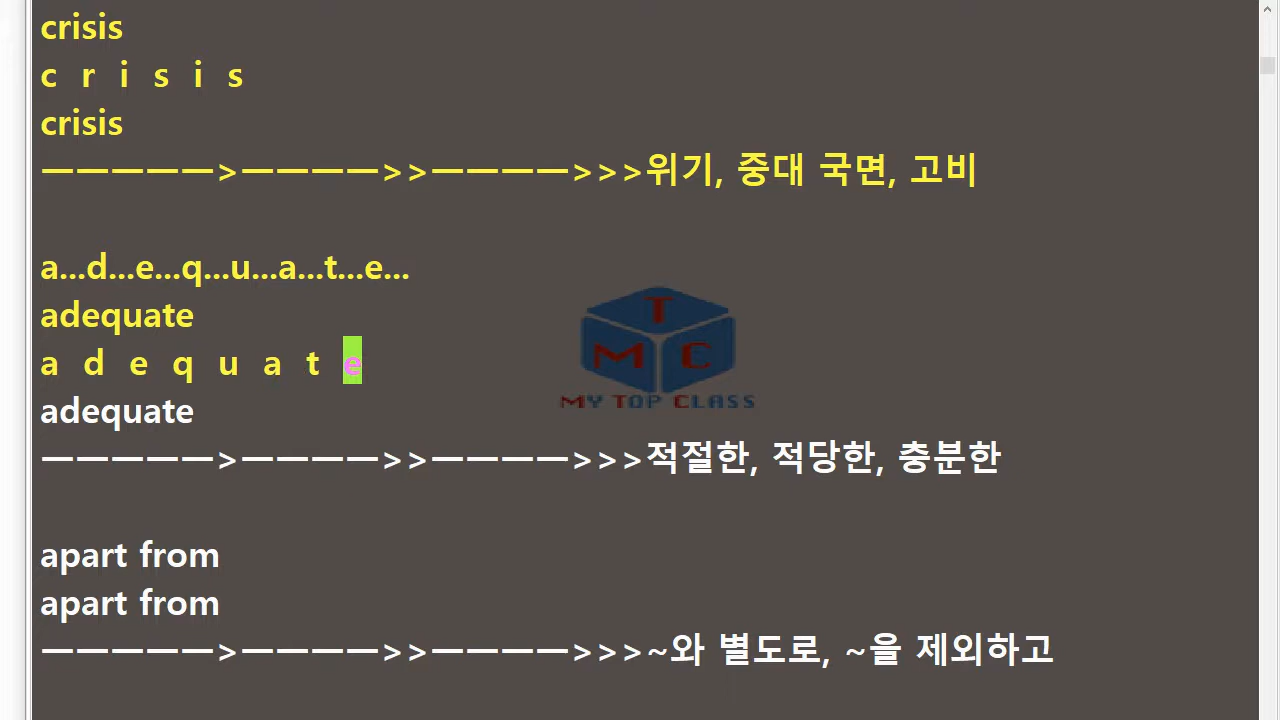 crisis
c r i s i s
crisis
—————>————>>————>>>위기, 중대 국면, 고비
a...d...e...q...u...a...t...e...
adequate
a d e q u a t e
adequate
—————>————>>————>>>적절한, 적당한, 충분한
apart from
apart from
—————>————>>————>>>~와 별도로, ~을 제외하고
T
M C
MY TOP CLASS